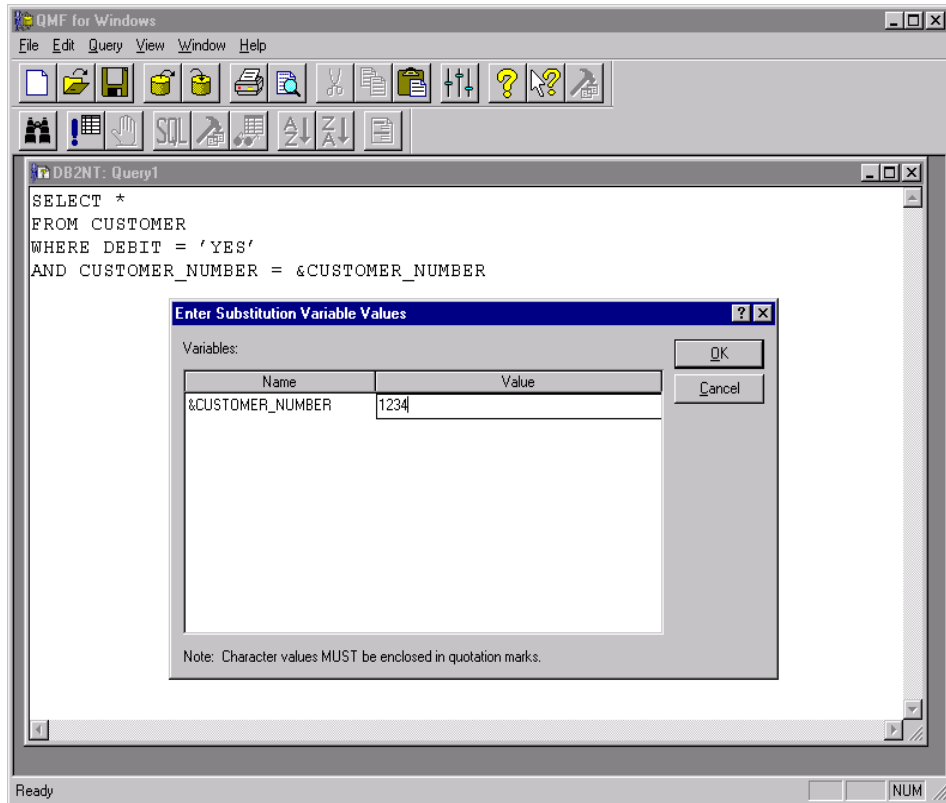 QMF for Windows
File Edit Query View Window Help
SQL A Z Z A
DB2NT: Query1
SELECT *
FROM CUSTOMER
WHERE DEBIT = 'YES'
AND CUSTOMER_NUMBER = &CUSTOMER_NUMBER
Enter Substitution Variable Values
Variables:
OK
Name Value
Cancel
&CUSTOMER_NUMBER 1234
Note: Character values MUST be enclosed in quotation marks.
Ready NUM